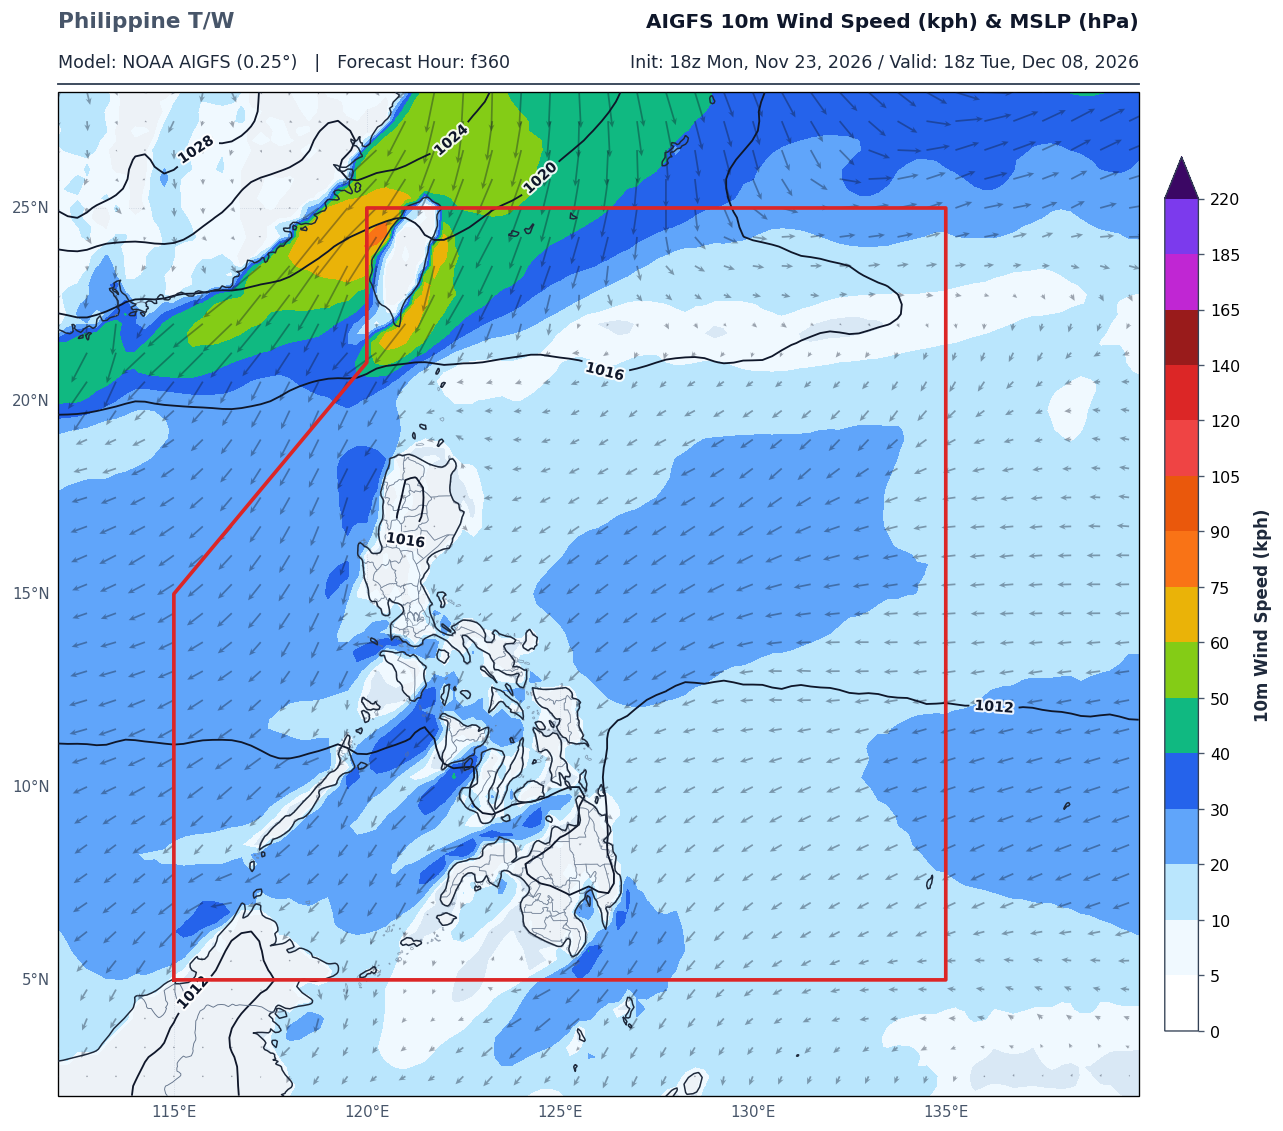 Philippine T/W
AIGFS 10m Wind Speed (kph) & MSLP (hPa)
Model: NOAA AIGFS (0.25°) | Forecast Hour: f360
Init: 18z Mon, Nov 23, 2026 / Valid: 18z Tue, Dec 08, 2026
1028
1024
1020
1016
1016
1012
1012
25°N
20°N
15°N
10°N
5°N
115°E
120°E
125°E
130°E
135°E
220
185
165
140
120
105
90
75
60
50
40
30
20
10
5
0
10m Wind Speed (kph)